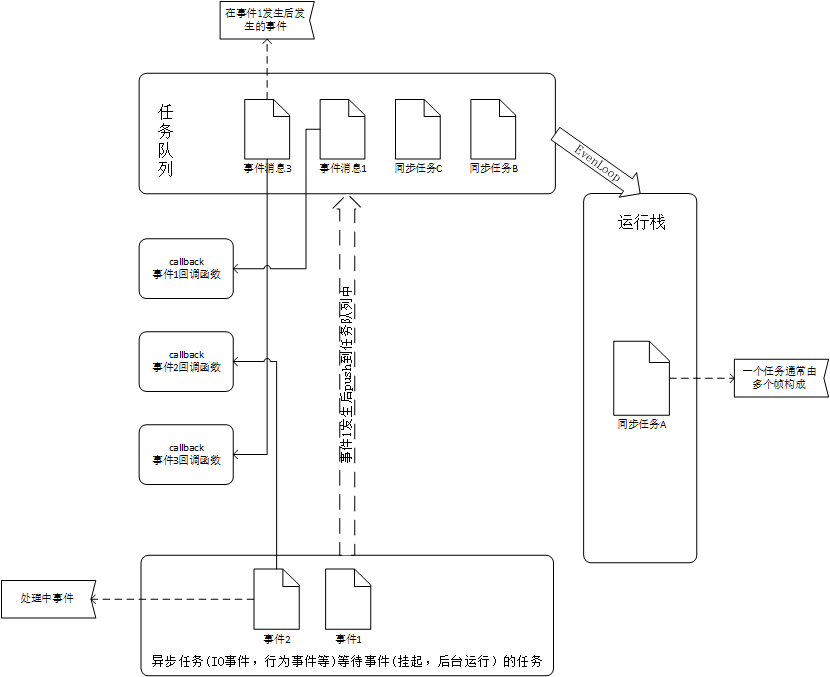 在事件1发生后发
生的事件
任
务
队
列
事件消息3
事件消息1
同步任务C
同步任务B
EvenLoop
运行栈
callback
事件1回调函数
callback
事件2回调函数
callback
事件3回调函数
事件1发生后push到任务队列中
同步任务A
一个任务通常由
多个帧构成
处理中事件
事件2
事件1
异步任务(IO事件，行为事件等)等待事件(挂起，后台运行) 的任务